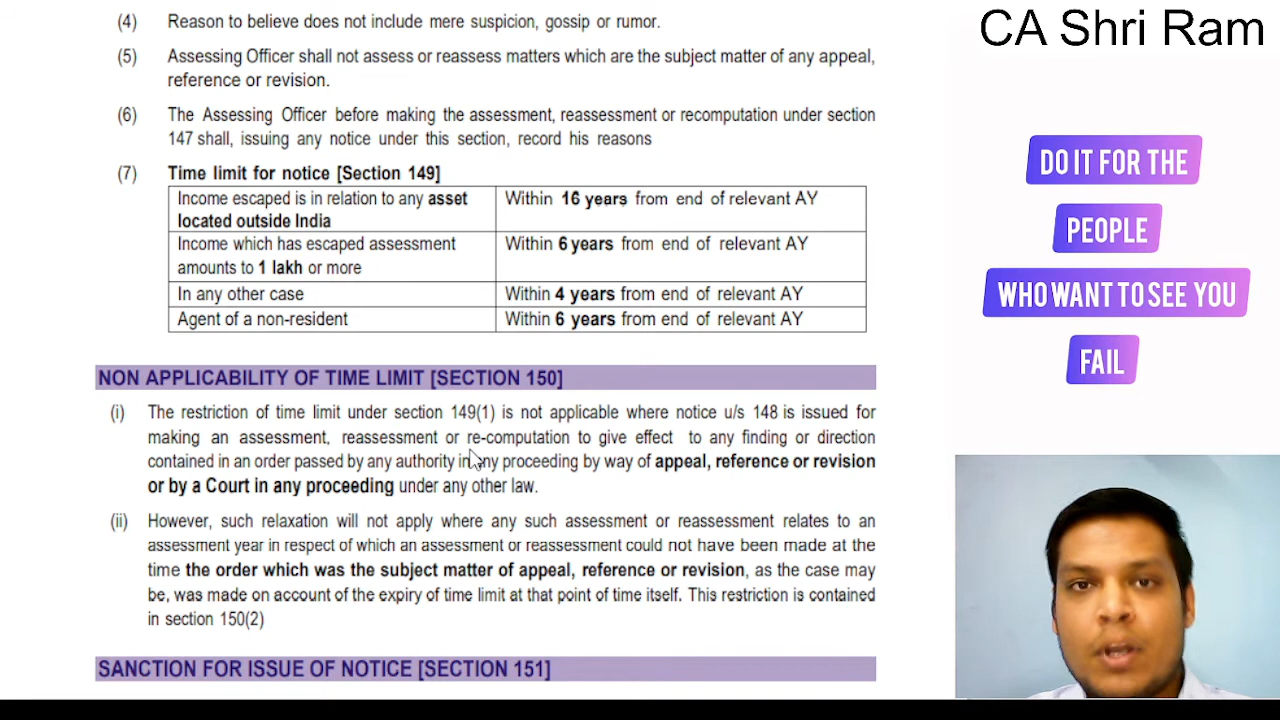 (4) Reason to believe does not include mere suspicion, gossip or rumor.
(5) Assessing Officer shall not assess or reassess matters which are the subject matter of any appeal,
reference or revision.
(6) The Assessing Officer before making the assessment, reassessment or recomputation under section
147 shall, issuing any notice under this section, record his reasons
(7) Time limit for notice [Section 149]
Income escaped is in relation to any asset Within 16 years from end of relevant AY
located outside India
Income which has escaped assessment Within 6 years from end of relevant AY
amounts to 1 lakh or more
In any other case Within 4 years from end of relevant AY
Agent of a non-resident Within 6 years from end of relevant AY
NON APPLICABILITY OF TIME LIMIT [SECTION 150]
(i) The restriction of time limit under section 149(1) is not applicable where notice u/s 148 is issued for
making an assessment, reassessment or re-computation to give effect to any finding or direction
contained in an order passed by any authority in any proceeding by way of appeal, reference or revision
or by a Court in any proceeding under any other law.
(ii) However, such relaxation will not apply where any such assessment or reassessment relates to an
assessment year in respect of which an assessment or reassessment could not have been made at the
time the order which was the subject matter of appeal, reference or revision, as the case may
be, was made on account of the expiry of time limit at that point of time itself. This restriction is contained
in section 150(2)
SANCTION FOR ISSUE OF NOTICE [SECTION 151]
CA Shri Ram
DO IT FOR THE
PEOPLE
WHO WANT TO SEE YOU
FAIL